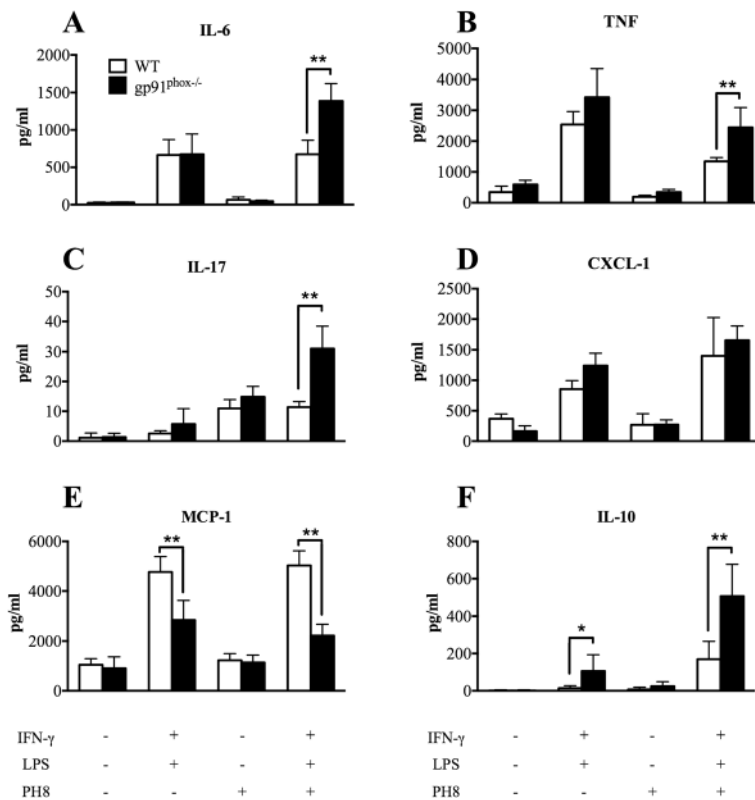 A
IL-6
2000
1500
1000
500
0
pg/ml
WT
gp91phox-/-
**
B
TNF
5000
4000
3000
2000
1000
0
pg/ml
**
C
IL-17
50
40
30
20
10
0
pg/ml
**
D
CXCL-1
2500
2000
1500
1000
500
0
pg/ml
E
MCP-1
6000
4000
2000
0
pg/ml
**
**
F
IL-10
800
600
400
200
0
pg/ml
*
**
IFN-γ - + - + - + - +
LPS - + - + - + - +
PH8 - - + + - - + +